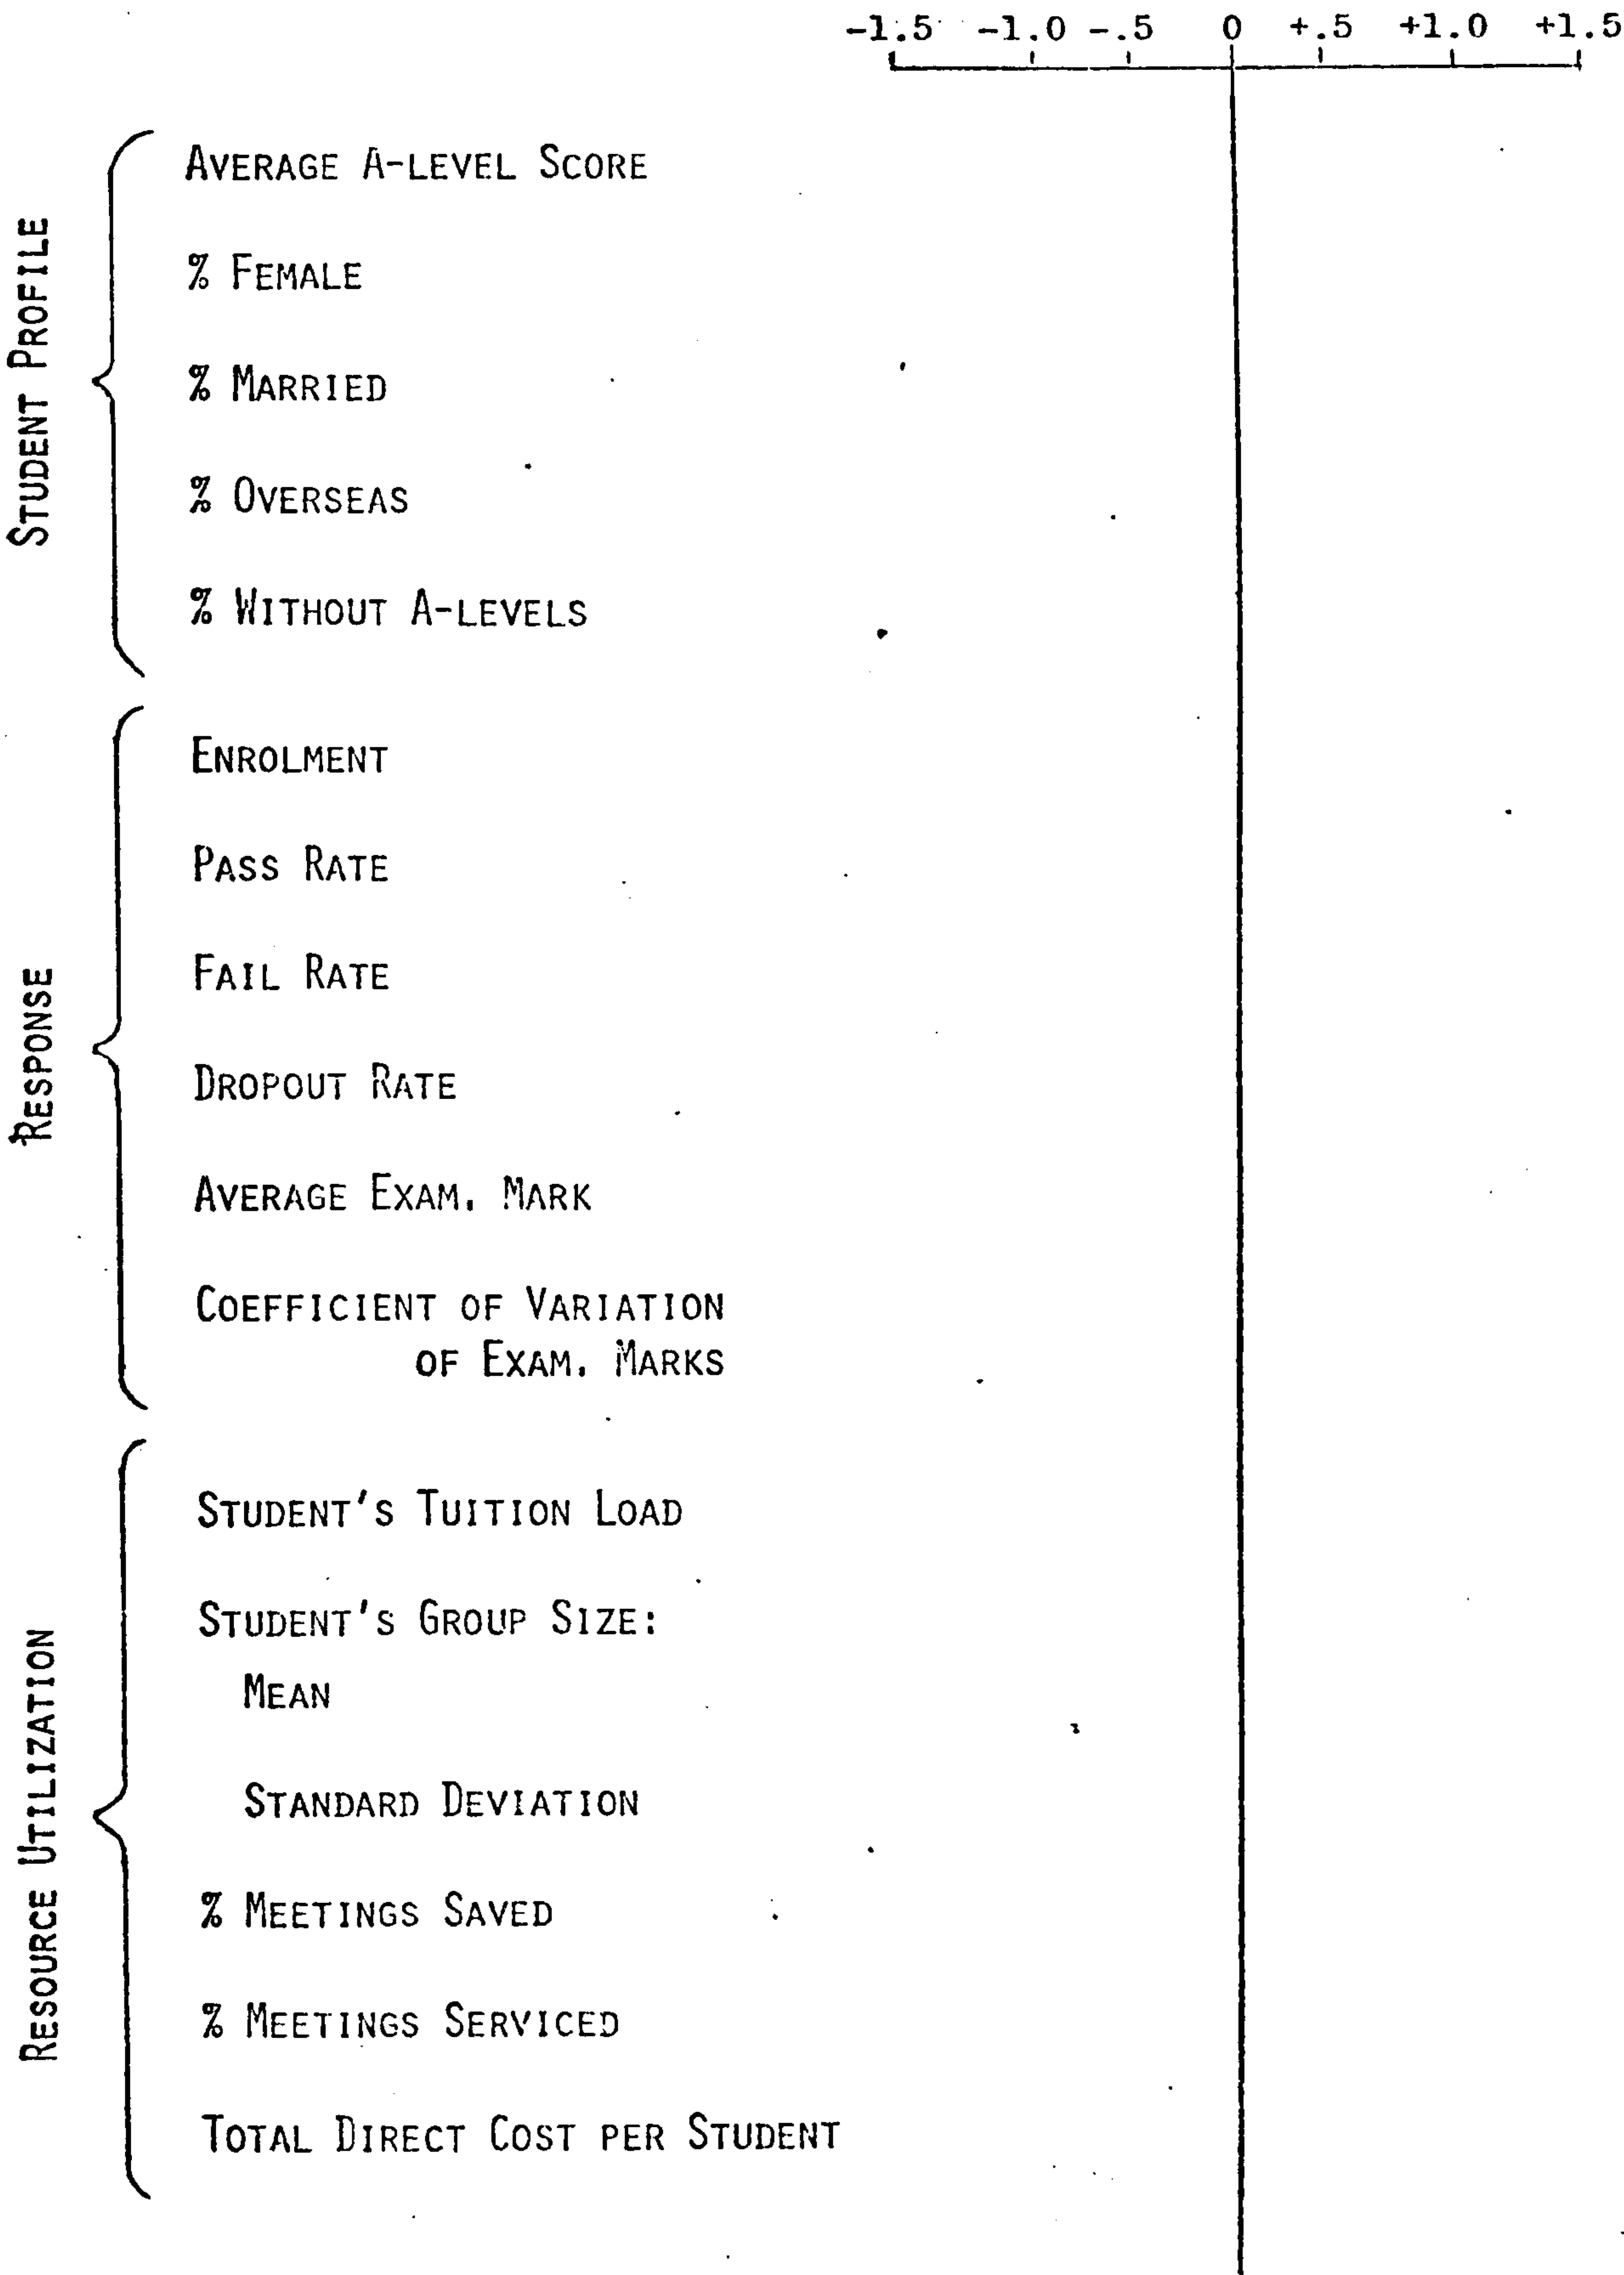 -1.5 -1.0 -.5 0 +.5 +1.0 +1.5
STUDENT PROFILE
AVERAGE A-LEVEL SCORE
% FEMALE
% MARRIED
% OVERSEAS
% WITHOUT A-LEVELS
RESPONSE
ENROLMENT
PASS RATE
FAIL RATE
DROPOUT RATE
AVERAGE EXAM. MARK
COEFFICIENT OF VARIATION
OF EXAM. MARKS
RESOURCE UTILIZATION
STUDENT'S TUITION LOAD
STUDENT'S GROUP SIZE:
MEAN
STANDARD DEVIATION
% MEETINGS SAVED
% MEETINGS SERVICED
TOTAL DIRECT COST PER STUDENT